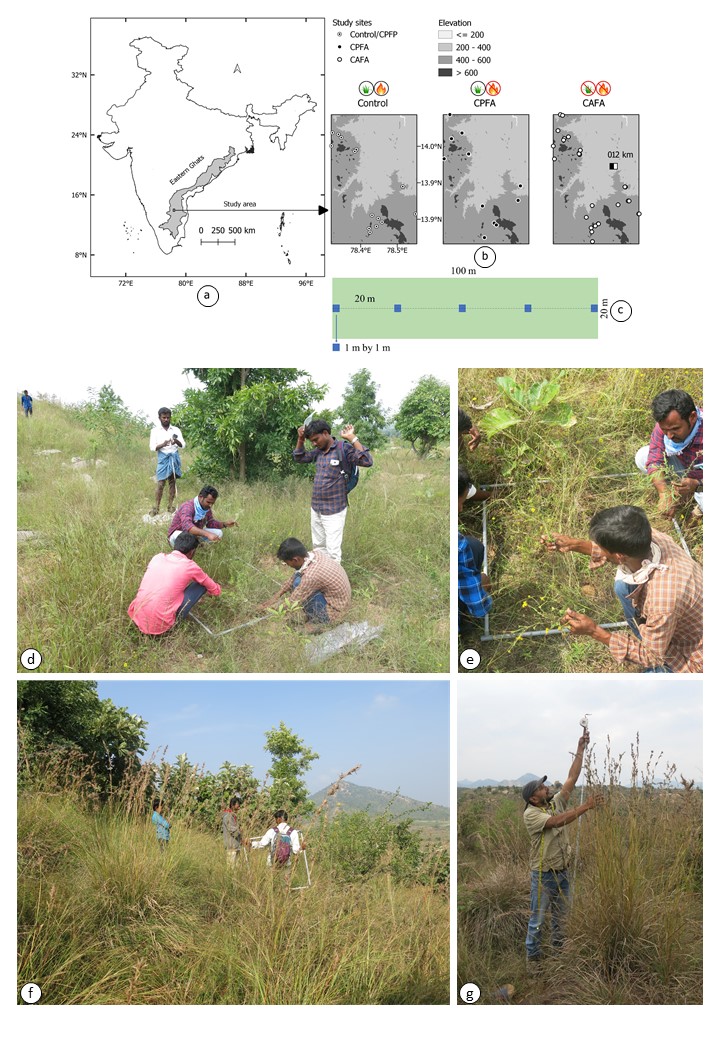 Study sites
Control/CPFP
CPFA
CAFA
Elevation
<= 200
200 - 400
400 - 600
> 600
32°N
24°N
16°N
8°N
72°E
80°E
88°E
96°E
Eastern Ghats
Study area
0 250 500 km
a
Control
CPFA
CAFA
14.0°N
13.9°N
13.9°N
78.4°E
78.5°E
012 km
b
100 m
20 m
20 m
1 m by 1 m
c
d
e
f
g